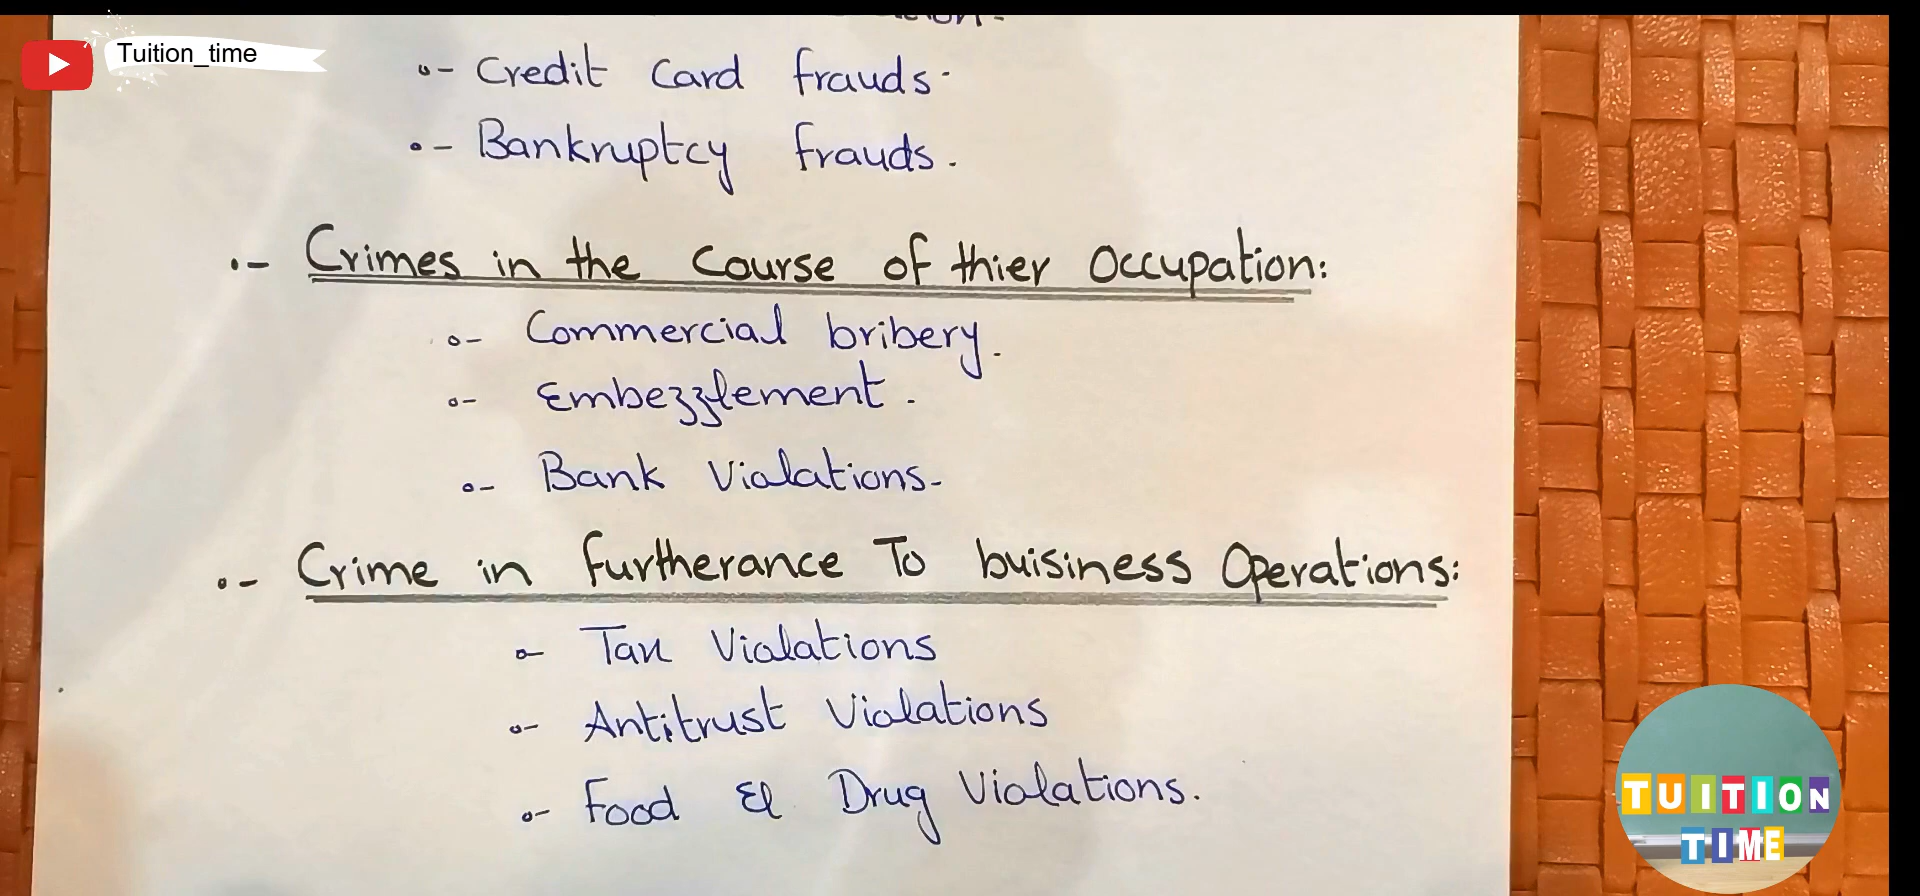 Tuition_time
o- Credit Card frauds.
o- Bankruptcy frauds.
.- Crimes in the Course of thier Occupation:
o- Commercial bribery.
o- Embezzlement.
o- Bank Violations-
.- Crime in furtherance To buisiness Operations:
o- Tax Violations
o- Antitrust Violations
o- Food & Drug Violations.
TUITION
TIME